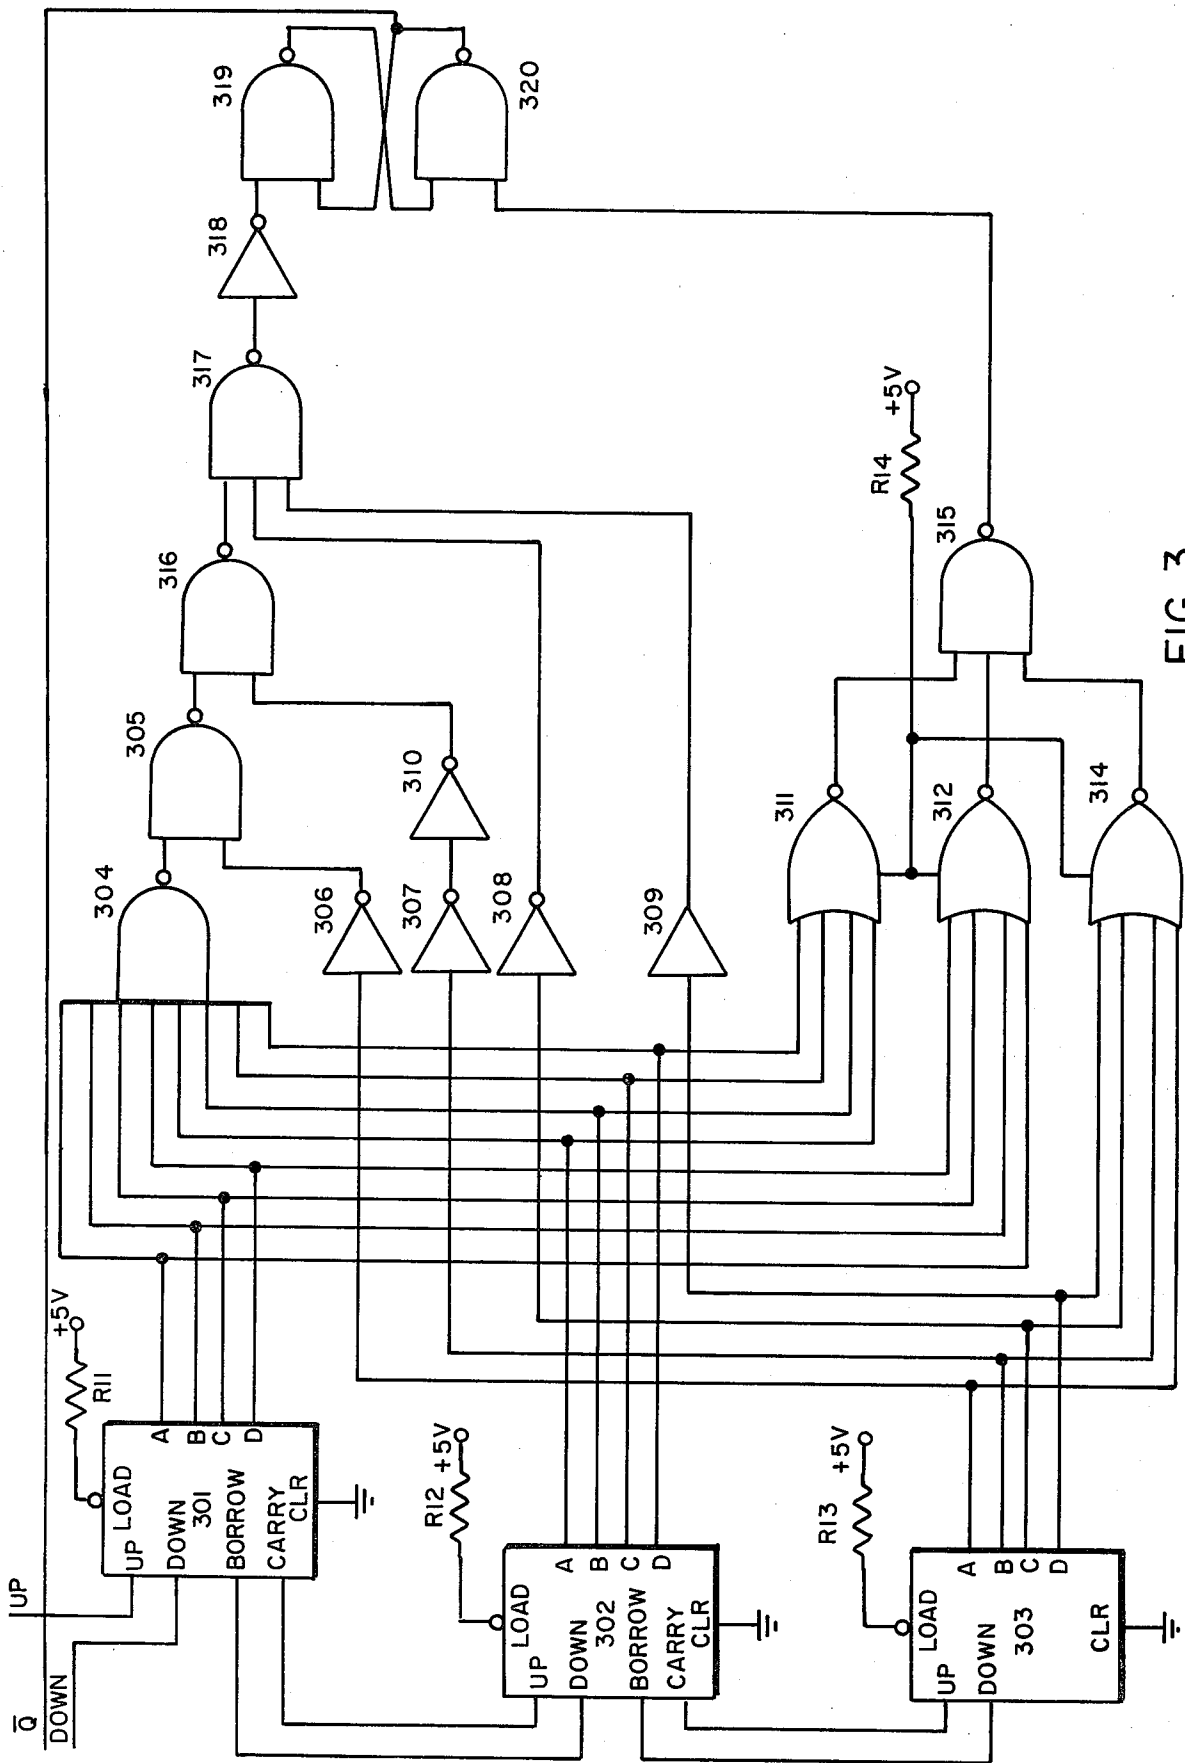 Q̅
UP
DOWN
+5V
R11
UP LOAD
DOWN
301
BORROW
CARRY
CLR
A
B
C
D
+5V
R12
UP LOAD
DOWN
302
BORROW
CARRY
CLR
A
B
C
D
+5V
R13
UP LOAD
DOWN
303
CLR
A
B
C
D
304
305
306
307
308
309
310
311
312
314
315
316
317
318
319
320
R14
+5V
FIG. 3